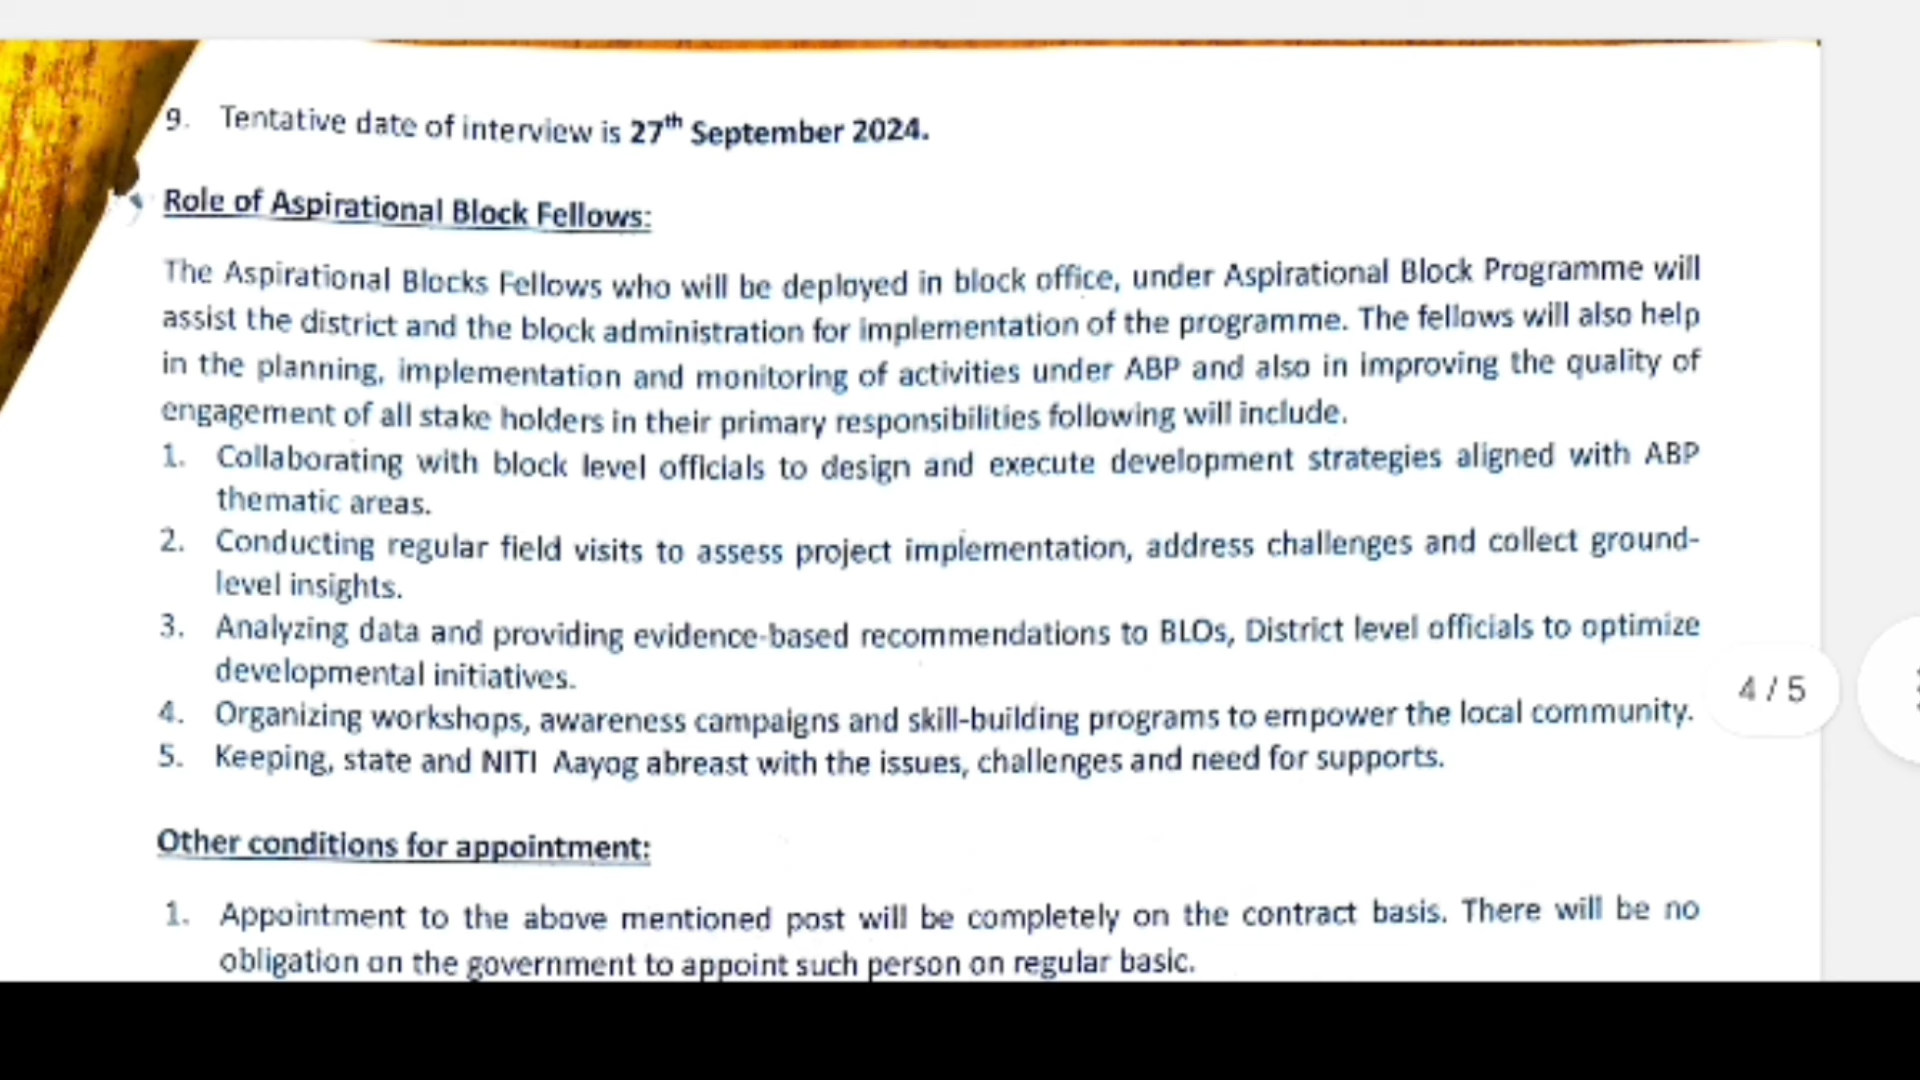 9. Tentative date of interview is 27th September 2024.
Role of Aspirational Block Fellows:
The Aspirational Blocks Fellows who will be deployed in block office, under Aspirational Block Programme will
assist the district and the block administration for implementation of the programme. The fellows will also help
in the planning, implementation and monitoring of activities under ABP and also in improving the quality of
engagement of all stake holders in their primary responsibilities following will include.
1. Collaborating with block level officials to design and execute development strategies aligned with ABP
thematic areas.
2. Conducting regular field visits to assess project implementation, address challenges and collect ground-
level insights.
3. Analyzing data and providing evidence-based recommendations to BLOs, District level officials to optimize
developmental initiatives.
4. Organizing workshops, awareness campaigns and skill-building programs to empower the local community.
5. Keeping, state and NITI Aayog abreast with the issues, challenges and need for supports.
4 / 5
Other conditions for appointment:
1. Appointment to the above mentioned post will be completely on the contract basis. There will be no
obligation on the government to appoint such person on regular basic.